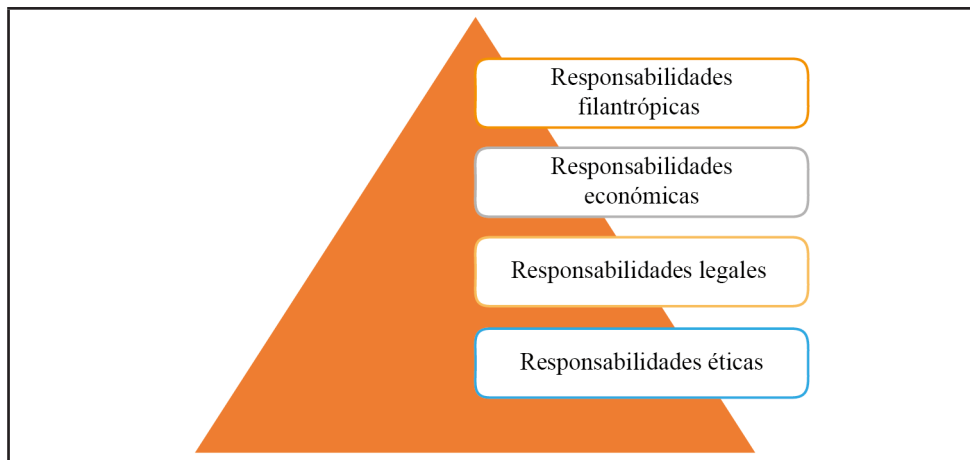 Responsabilidades
filantrópicas
Responsabilidades
económicas
Responsabilidades legales
Responsabilidades éticas